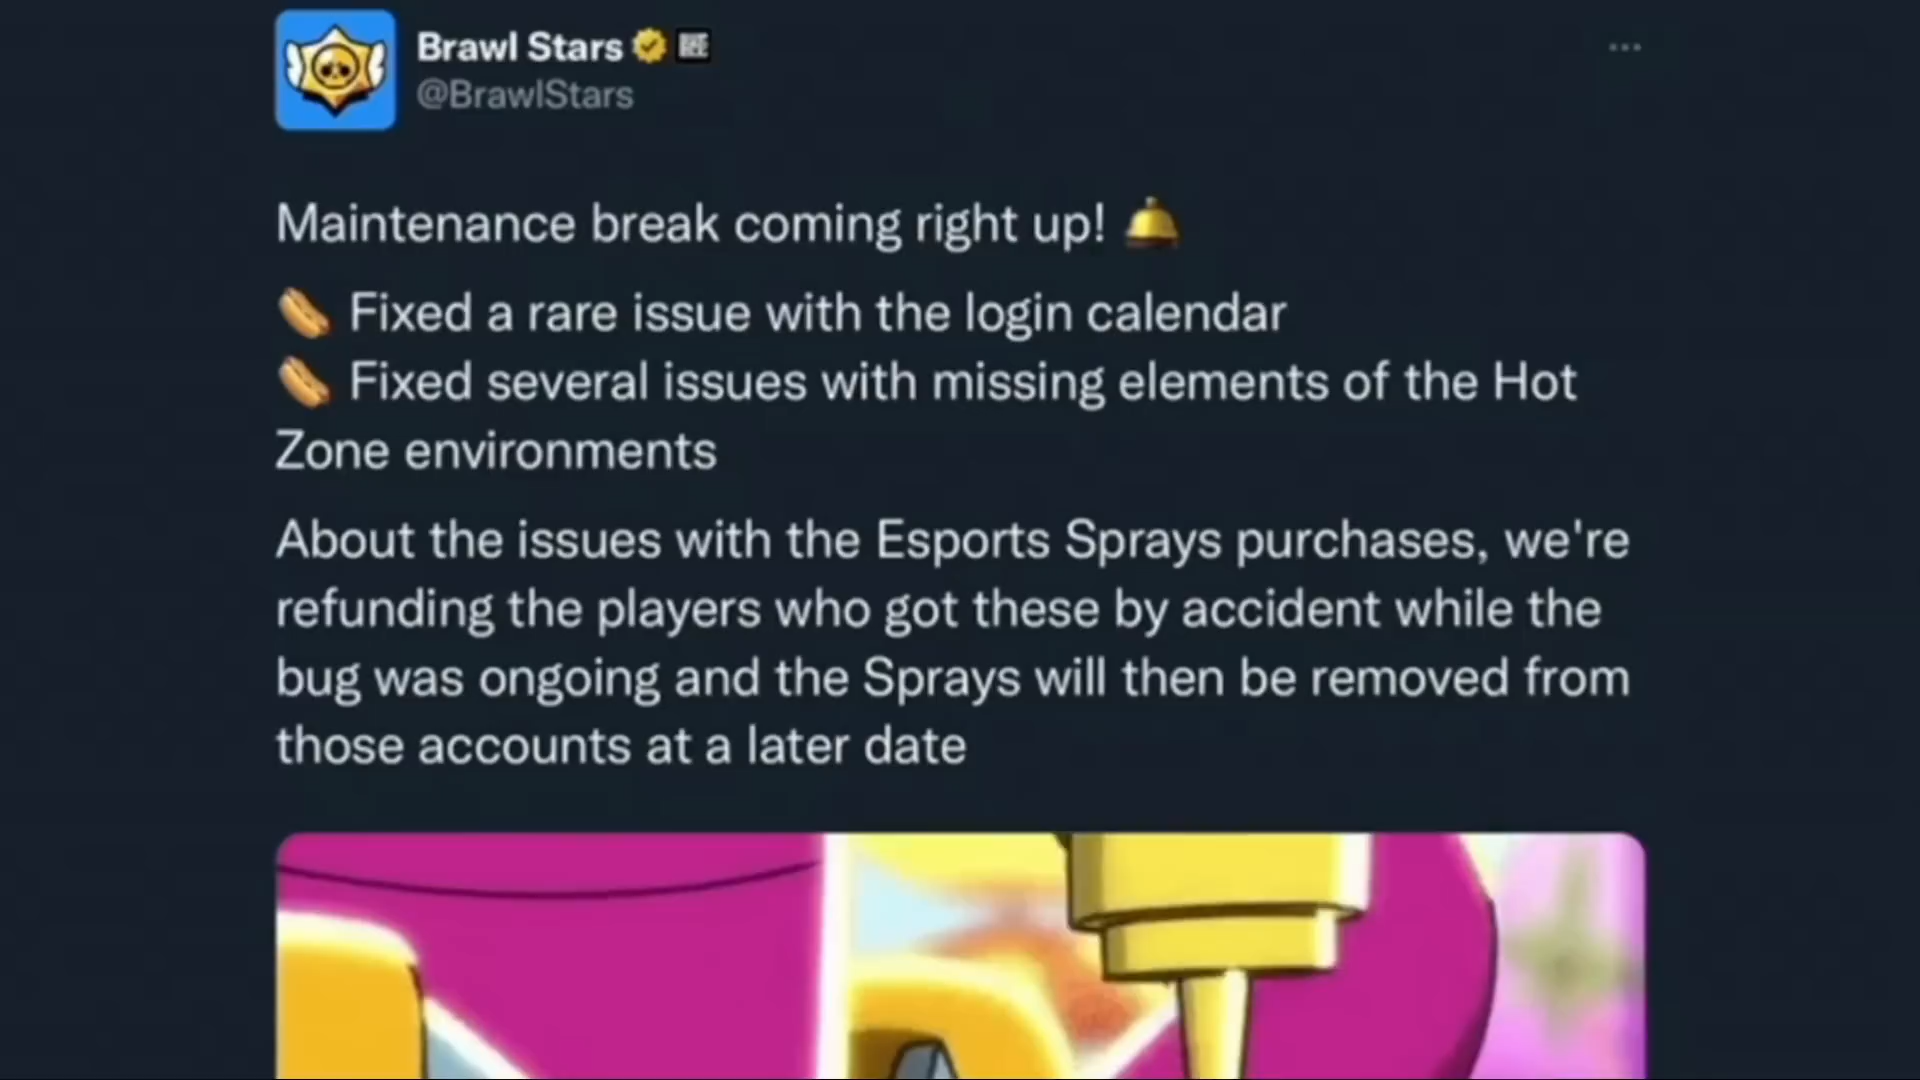 Brawl Stars
@BrawlStars
Maintenance break coming right up! 🛎️
🌭 Fixed a rare issue with the login calendar
🌭 Fixed several issues with missing elements of the Hot
Zone environments
About the issues with the Esports Sprays purchases, we're
refunding the players who got these by accident while the
bug was ongoing and the Sprays will then be removed from
those accounts at a later date